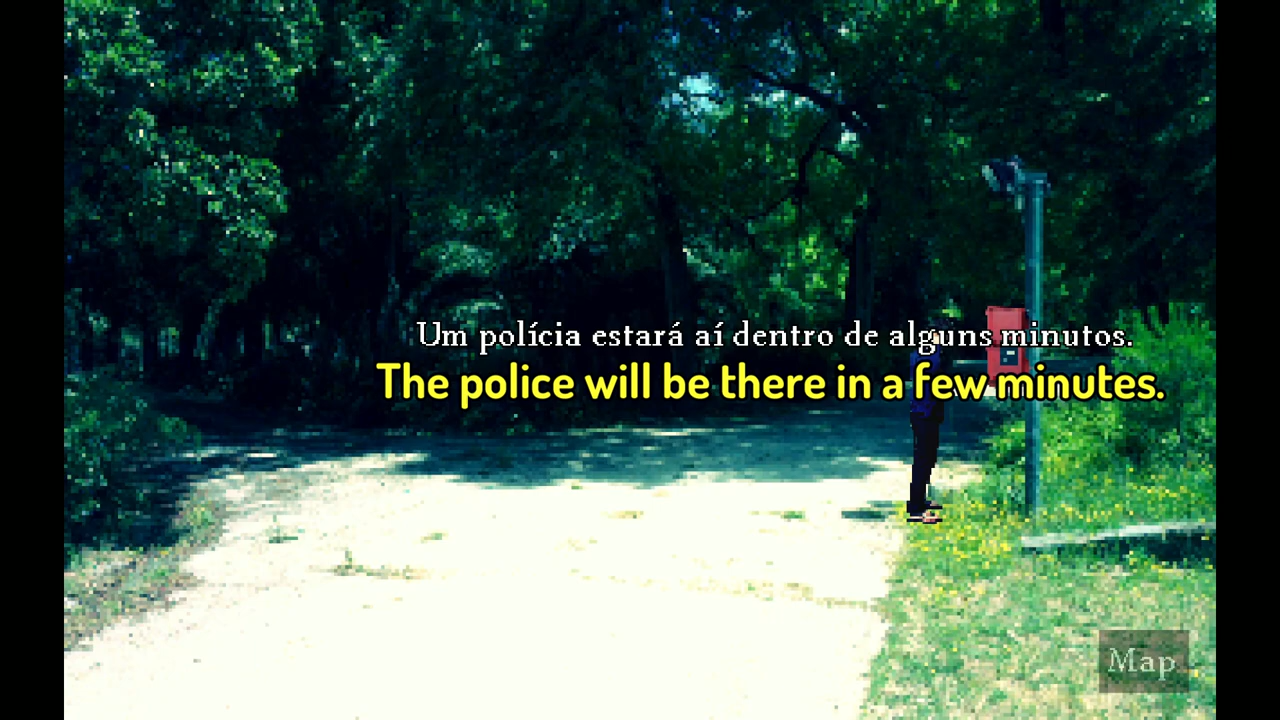 Um polícia estará aí dentro de alguns minutos.
The police will be there in a few minutes.
Map